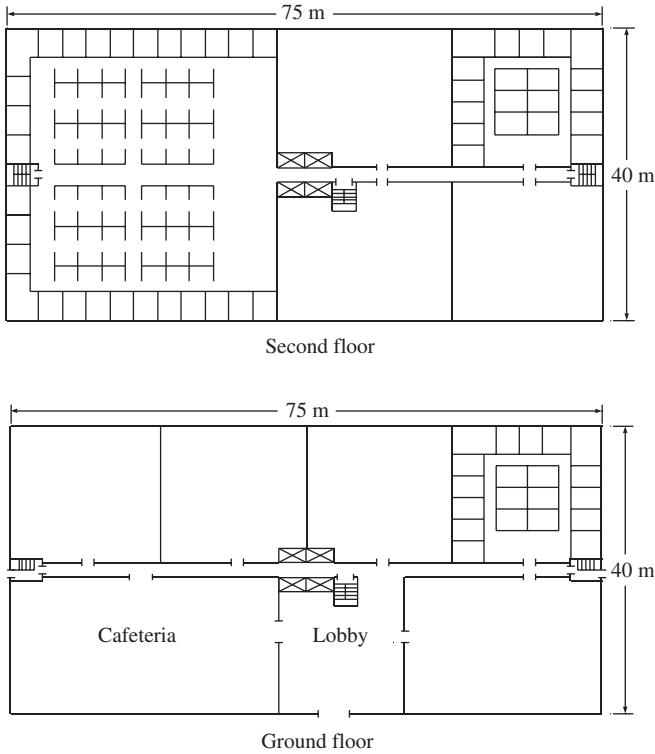 75 m
40 m
Second floor
75 m
40 m
Cafeteria
Lobby
Ground floor